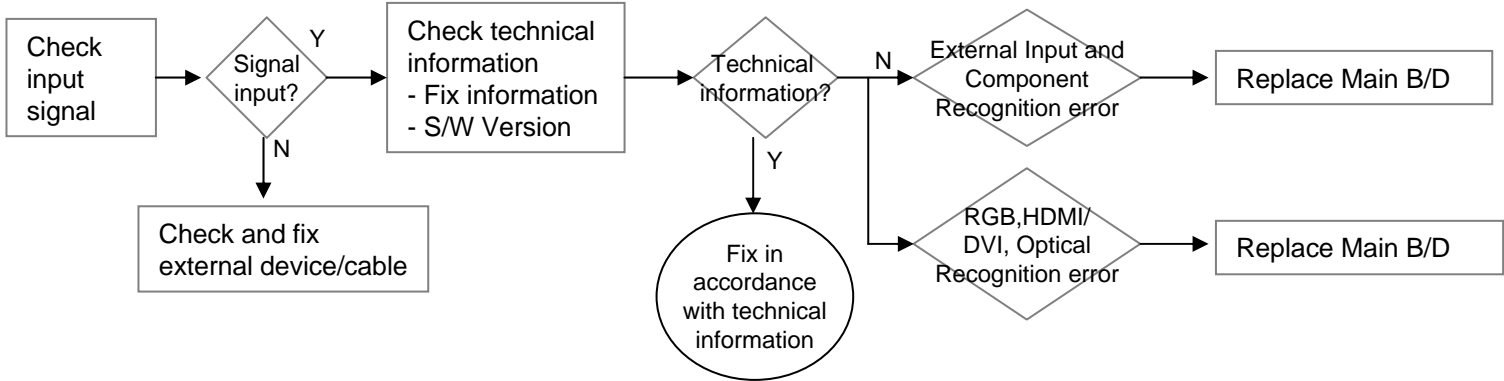 Check
input
signal
Signal
input?
Y
N
Check and fix
external device/cable
Check technical
information
- Fix information
- S/W Version
Technical
information?
N
Y
Fix in
accordance
with technical
information
External Input and
Component
Recognition error
Replace Main B/D
RGB,HDMI/
DVI, Optical
Recognition error
Replace Main B/D